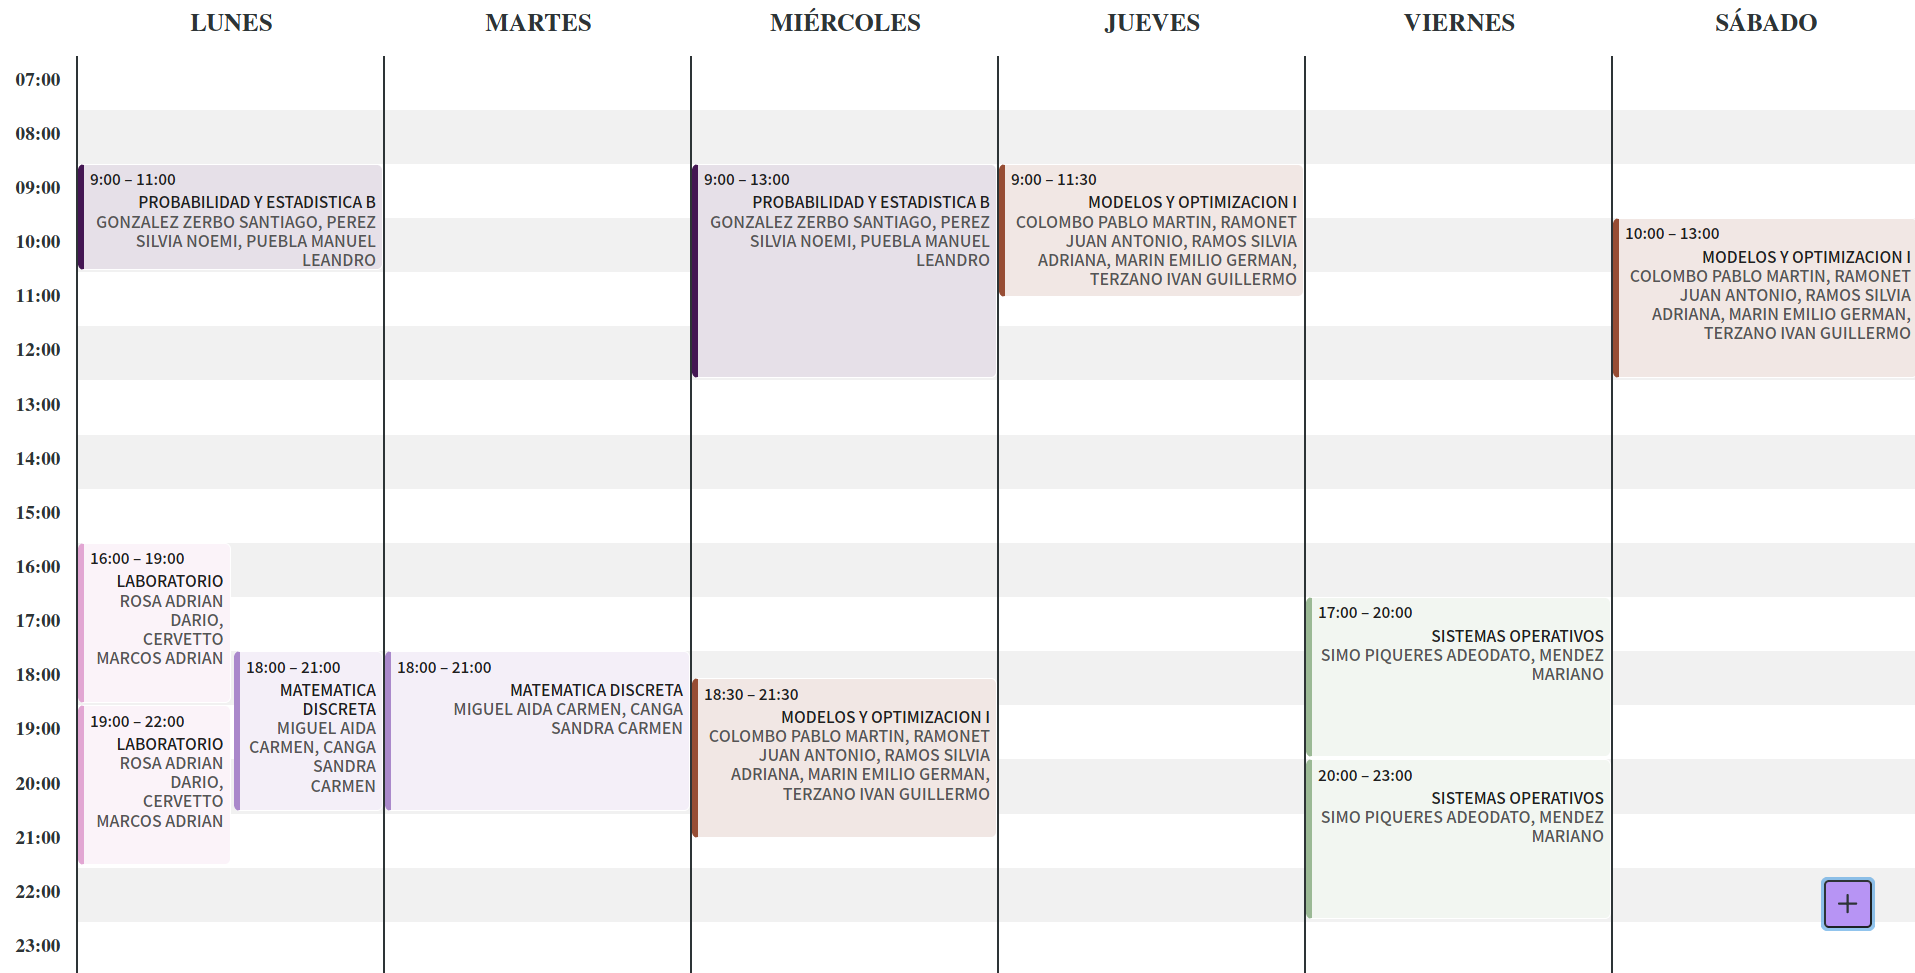 LUNES
MARTES
MIÉRCOLES
JUEVES
VIERNES
SÁBADO
07:00
08:00
09:00
10:00
11:00
12:00
13:00
14:00
15:00
16:00
17:00
18:00
19:00
20:00
21:00
22:00
23:00
9:00 – 11:00
PROBABILIDAD Y ESTADISTICA B
GONZALEZ ZERBO SANTIAGO, PEREZ
SILVIA NOEMI, PUEBLA MANUEL
LEANDRO
16:00 – 19:00
LABORATORIO
ROSA ADRIAN
DARIO,
CERVETTO
MARCOS ADRIAN
19:00 – 22:00
LABORATORIO
ROSA ADRIAN
DARIO,
CERVETTO
MARCOS ADRIAN
18:00 – 21:00
MATEMATICA
DISCRETA
MIGUEL AIDA
CARMEN, CANGA
SANDRA
CARMEN
18:00 – 21:00
MATEMATICA DISCRETA
MIGUEL AIDA CARMEN, CANGA
SANDRA CARMEN
9:00 – 13:00
PROBABILIDAD Y ESTADISTICA B
GONZALEZ ZERBO SANTIAGO, PEREZ
SILVIA NOEMI, PUEBLA MANUEL
LEANDRO
18:30 – 21:30
MODELOS Y OPTIMIZACION I
COLOMBO PABLO MARTIN, RAMONET
JUAN ANTONIO, RAMOS SILVIA
ADRIANA, MARIN EMILIO GERMAN,
TERZANO IVAN GUILLERMO
9:00 – 11:30
MODELOS Y OPTIMIZACION I
COLOMBO PABLO MARTIN, RAMONET
JUAN ANTONIO, RAMOS SILVIA
ADRIANA, MARIN EMILIO GERMAN,
TERZANO IVAN GUILLERMO
17:00 – 20:00
SISTEMAS OPERATIVOS
SIMO PIQUERES ADEODATO, MENDEZ
MARIANO
20:00 – 23:00
SISTEMAS OPERATIVOS
SIMO PIQUERES ADEODATO, MENDEZ
MARIANO
10:00 – 13:00
MODELOS Y OPTIMIZACION I
COLOMBO PABLO MARTIN, RAMONET
JUAN ANTONIO, RAMOS SILVIA
ADRIANA, MARIN EMILIO GERMAN,
TERZANO IVAN GUILLERMO
+